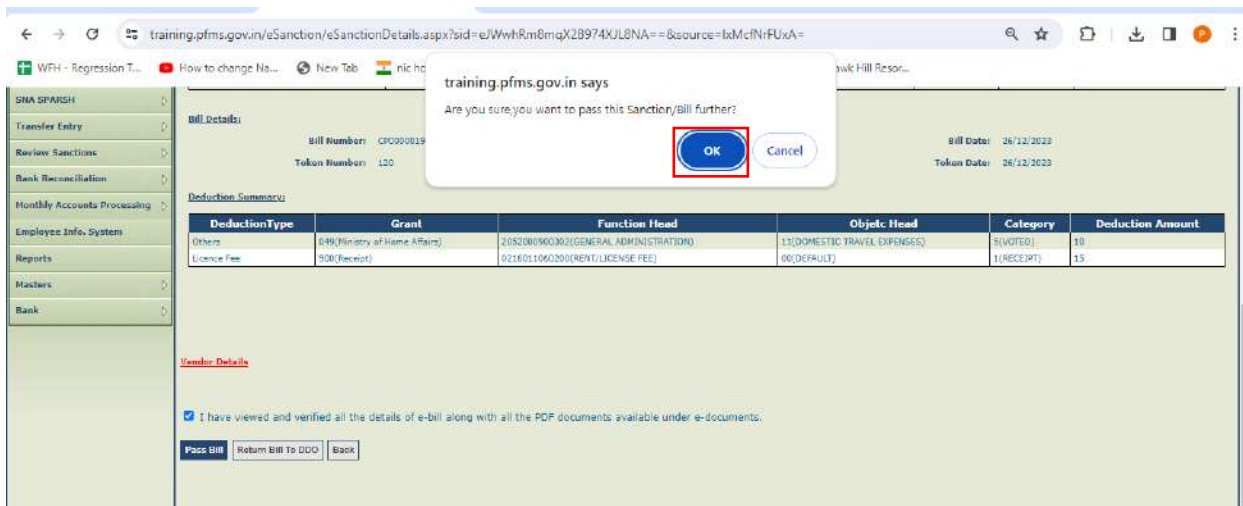 training.pfms.gov.in/eSanction/eSanctionDetails.aspx?sid=eJWwhRm8mqX28974XJL8NA==&source=lxMcfNrFUxA=
P
WFH - Regression T...
How to change Na...
New Tab
nic ho
awk Hill Resor...
training.pfms.gov.in says
Are you sure,you want to pass this Sanction/Bill further?
OK
Cancel
SNA SPARSH
Transfer Entry
Review Sanctions
Bank Reconciliation
Monthly Accounts Processing
Employee Info. System
Reports
Masters
Bank
Bill Details:
Bill Number: CPO000019
Bill Date: 26/12/2023
Token Number: 120
Token Date: 26/12/2023
Deduction Summary:
DeductionType Grant Function Head Objetc Head Category Deduction Amount
Others 049(Ministry of Home Affairs) 2052000900302(GENERAL ADMINISTRATION) 11(DOMESTIC TRAVEL EXPENSES) 5(VOTED) 10
Licence Fee 900(Receipt) 0216011060200(RENT/LICENSE FEE) 00(DEFAULT) 1(RECEIPT) 15
Vendor Details
I have viewed and verified all the details of e-bill along with all the PDF documents available under e-documents.
Pass Bill
Return Bill To DDO
Back